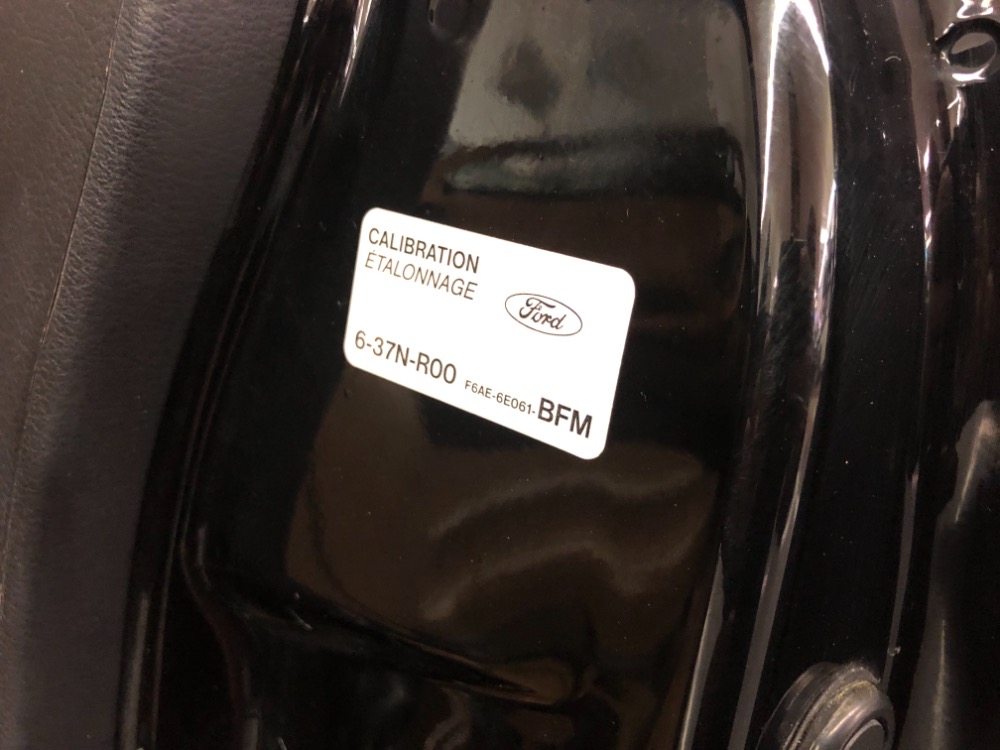 CALIBRATION
ÉTALONNAGE
Ford
6-37N-R00 F6AE-6E061-BFM